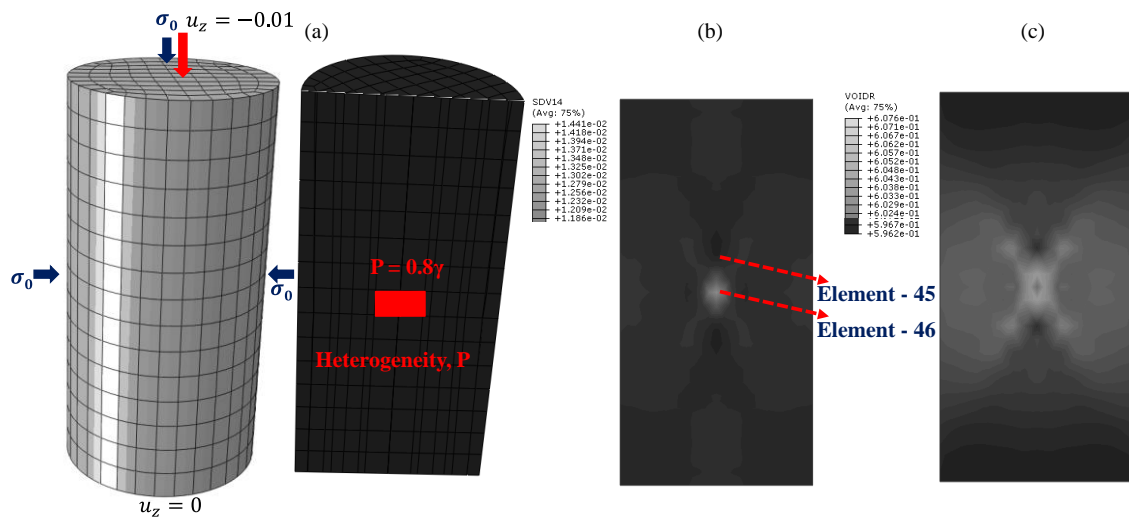 σ₀ u_z = −0.01
(a)
(b)
(c)
SDV14
(Avg: 75%)
+1.441e-02
+1.418e-02
+1.394e-02
+1.371e-02
+1.348e-02
+1.325e-02
+1.302e-02
+1.279e-02
+1.256e-02
+1.232e-02
+1.209e-02
+1.186e-02
VOIDR
(Avg: 75%)
+6.076e-01
+6.071e-01
+6.067e-01
+6.062e-01
+6.057e-01
+6.052e-01
+6.048e-01
+6.043e-01
+6.038e-01
+6.033e-01
+6.029e-01
+6.024e-01
+5.967e-01
+5.962e-01
σ₀
σ₀
P = 0.8γ
Heterogeneity, P
Element - 45
Element - 46
u_z = 0